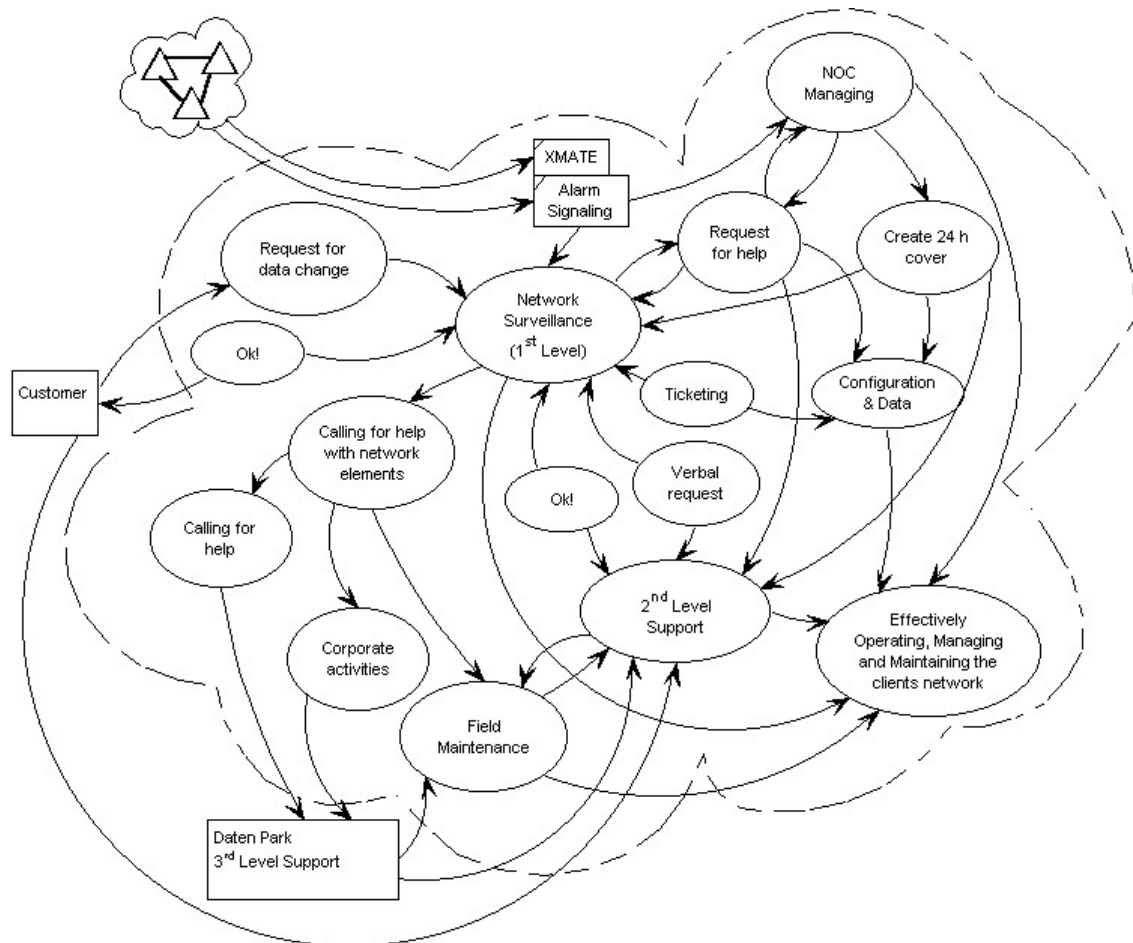 NOC
Managing
XMATE
Alarm
Signaling
Request for
data change
Request
for help
Create 24 h
cover
Network
Surveillance
(1st Level)
Ok!
Customer
Ticketing
Configuration
& Data
Calling for help
with network
elements
Verbal
request
Ok!
Calling for
help
2nd Level
Support
Effectively
Operating, Managing
and Maintaining the
clients network
Corporate
activities
Field
Maintenance
Daten Park
3rd Level Support